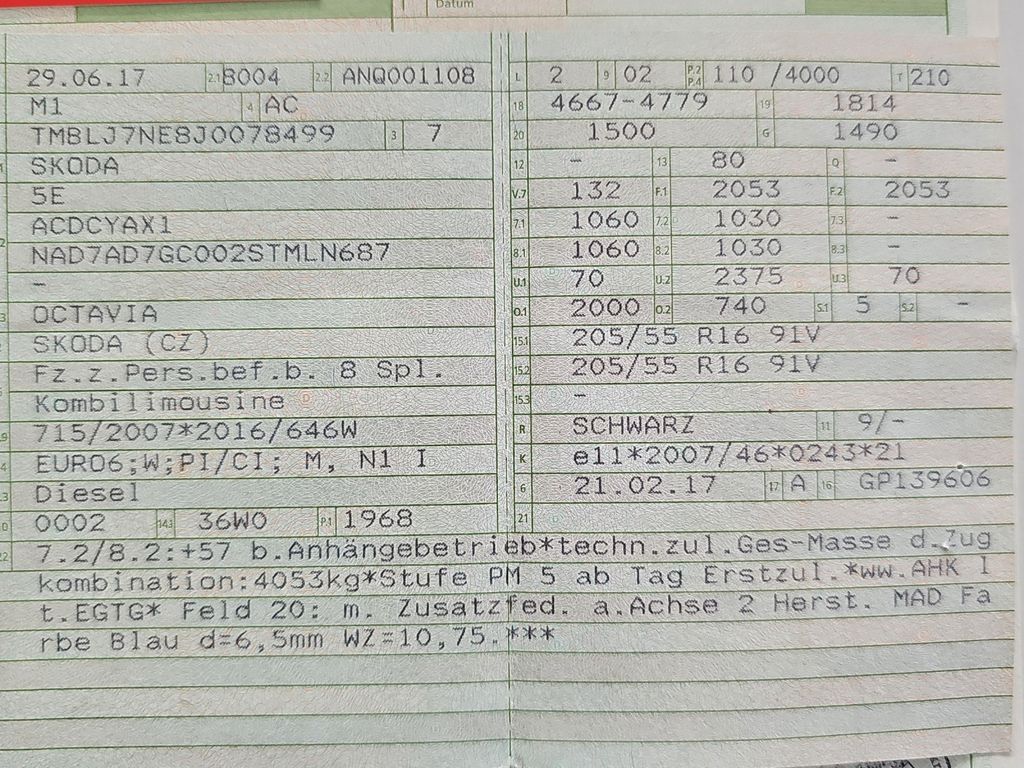 Datum
29.06.17 2.1 8004 2.2 ANQ001108
M1 4 AC
TMBLJ7NE8J0078499 3 7
SKODA
5E
ACDCYAX1
NAD7AD7GC002STMLN687
–
OCTAVIA
SKODA (CZ)
Fz.z.Pers.bef.b. 8 Spl.
Kombilimousine
715/2007*2016/646W
EURO6;W;PI/CI; M, N1 I
Diesel
0002 14.1 36W0 P.1 1968
L 2 9 02 P.2 P.4 110 /4000 T 210
18 4667-4779 19 1814
20 1500 G 1490
12 – 13 80 Q –
V.7 132 F.1 2053 F.2 2053
7.1 1060 7.2 1030 7.3 –
8.1 1060 8.2 1030 8.3 –
U.1 70 U.2 2375 U.3 70
O.1 2000 O.2 740 S.1 5 S.2 –
15.1 205/55 R16 91V
15.2 205/55 R16 91V
15.3 –
R SCHWARZ 11 9/–
K e11*2007/46*0243*21
6 21.02.17 17 A 16 GP139606
21
7.2/8.2:+57 b.Anhängebetrieb*techn.zul.Ges-Masse d.Zug
kombination:4053kg*Stufe PM 5 ab Tag Erstzul.*ww.AHK l
t.EGTG* Feld 20: m. Zusatzfed. a.Achse 2 Herst. MAD Fa
rbe Blau d=6,5mm WZ=10,75.***